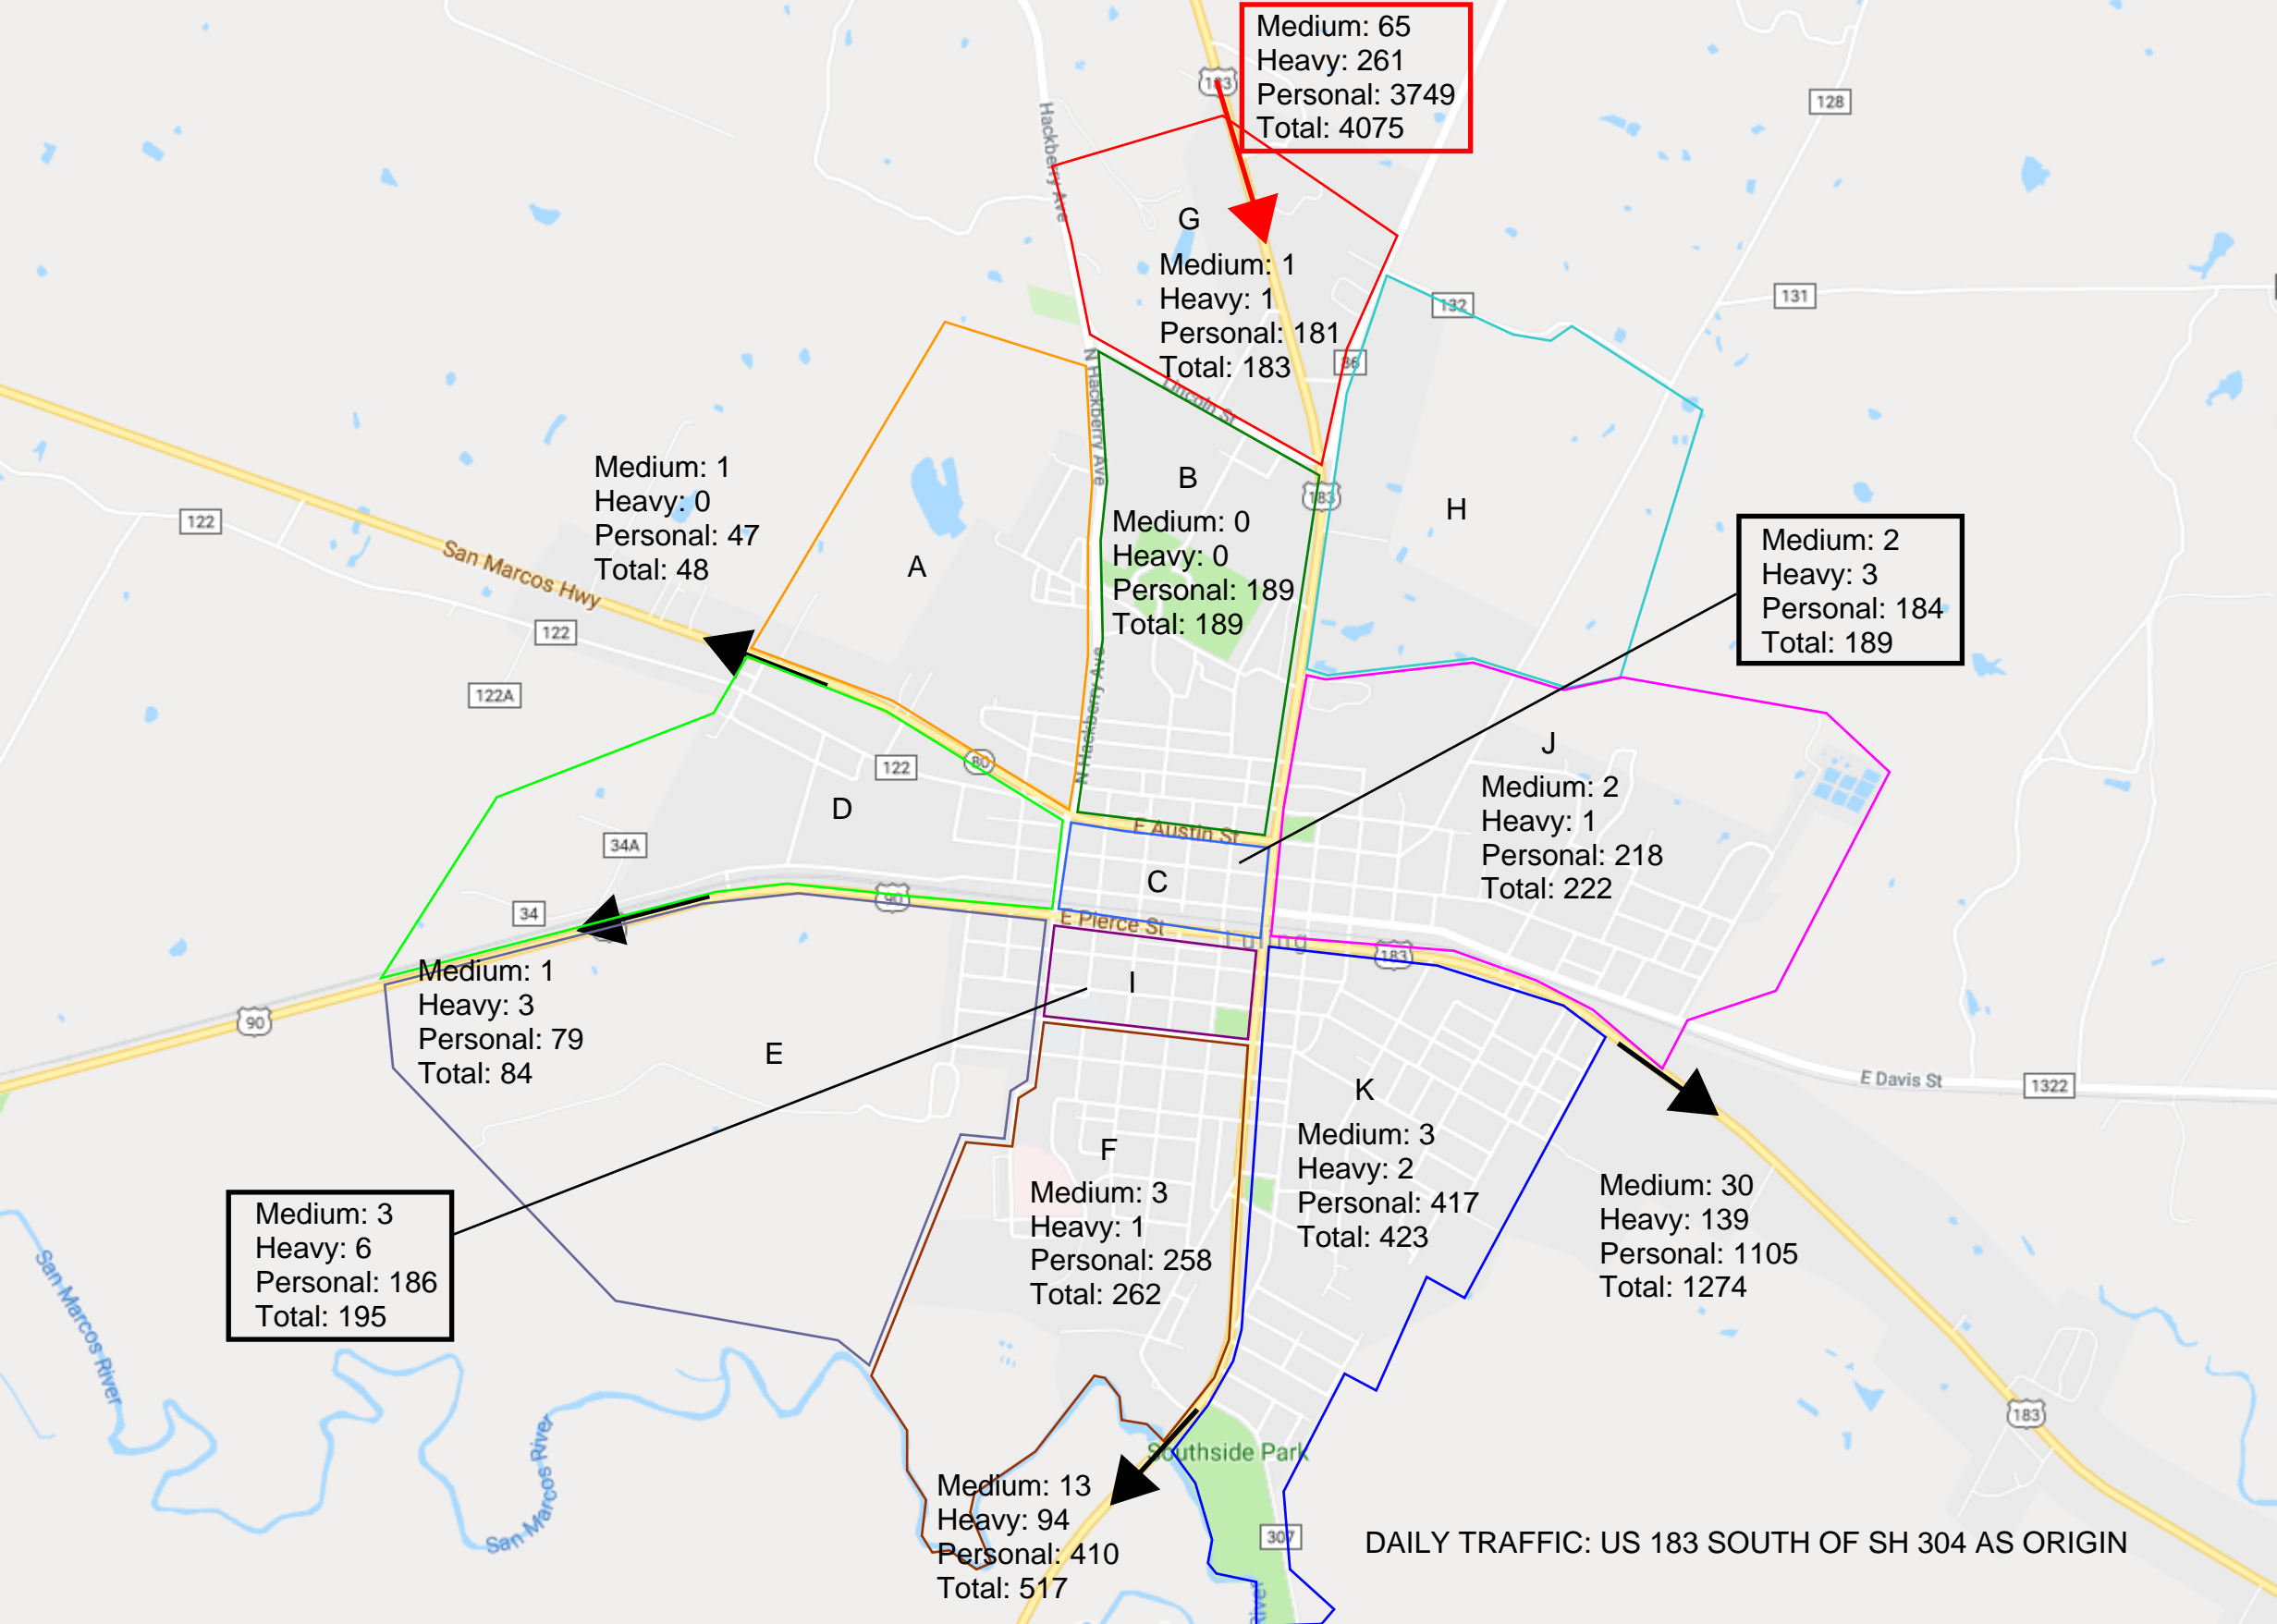 Medium: 65
Heavy: 261
Personal: 3749
Total: 4075
183
128
Hackberry Ave
G
Medium: 1
Heavy: 1
Personal: 181
Total: 183
132
131
86
Lincoln St
N Hackberry Ave
Medium: 1
Heavy: 0
Personal: 47
Total: 48
B
183
H
122
Medium: 0
Heavy: 0
Personal: 189
Total: 189
San Marcos Hwy
A
Medium: 2
Heavy: 3
Personal: 184
Total: 189
122
122A
N Hackberry Ave
J
122
80
Medium: 2
Heavy: 1
Personal: 218
Total: 222
D
E Austin St
34A
C
90
34
E Pierce St
Luling
183
Medium: 1
Heavy: 3
Personal: 79
Total: 84
I
90
E
E Davis St
1322
K
F
Medium: 3
Heavy: 2
Personal: 417
Total: 423
Medium: 3
Heavy: 1
Personal: 258
Total: 262
Medium: 30
Heavy: 139
Personal: 1105
Total: 1274
Medium: 3
Heavy: 6
Personal: 186
Total: 195
San Marcos River
183
Southside Park
San Marcos River
Medium: 13
Heavy: 94
Personal: 410
Total: 517
307
DAILY TRAFFIC: US 183 SOUTH OF SH 304 AS ORIGIN
River